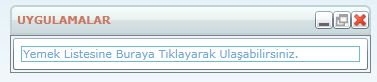 UYGULAMALAR
Yemek Listesine Buraya Tıklayarak Ulaşabilirsiniz.